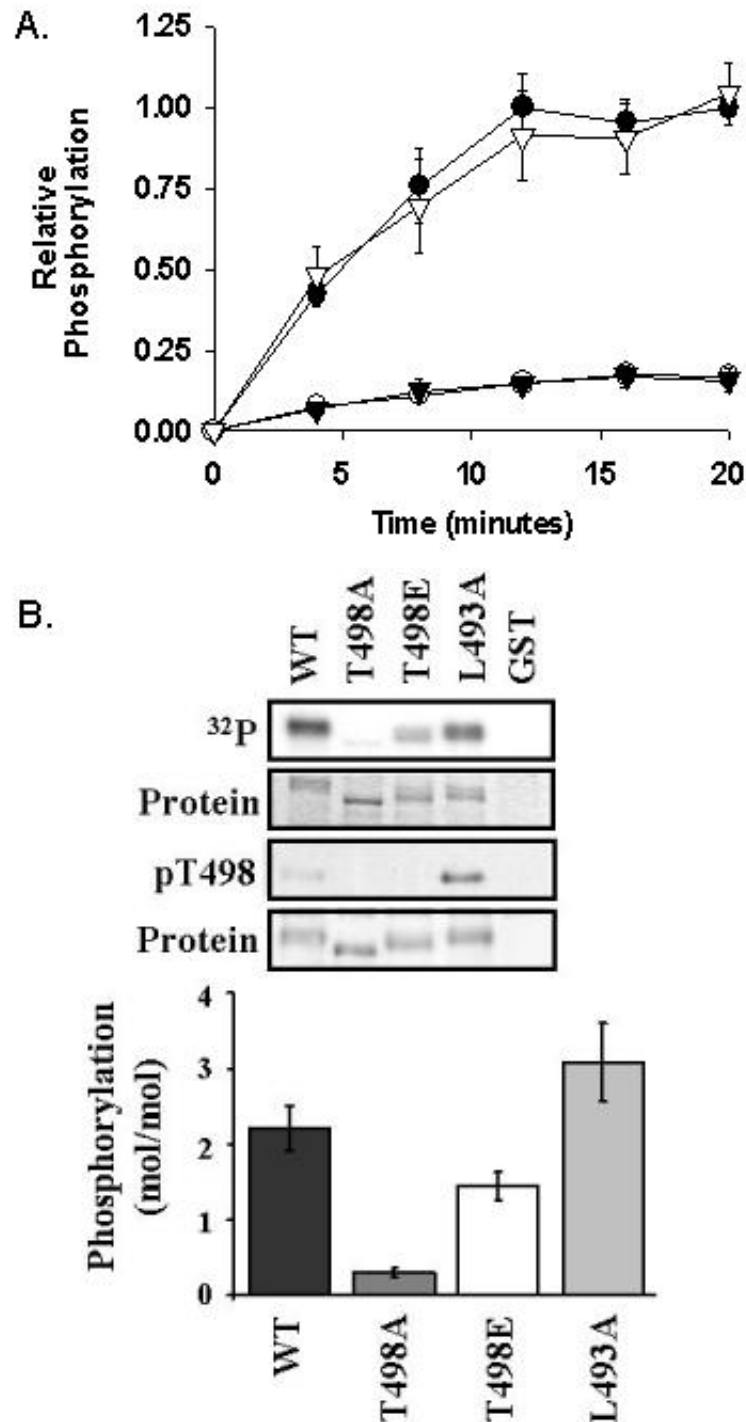 A.
Relative
Phosphorylation
1.25
1.00
0.75
0.50
0.25
0.00
0
5
10
15
20
Time (minutes)
B.
WT
T498A
T498E
L493A
GST
32P
Protein
pT498
Protein
Phosphorylation
(mol/mol)
4
3
2
1
0
WT
T498A
T498E
L493A